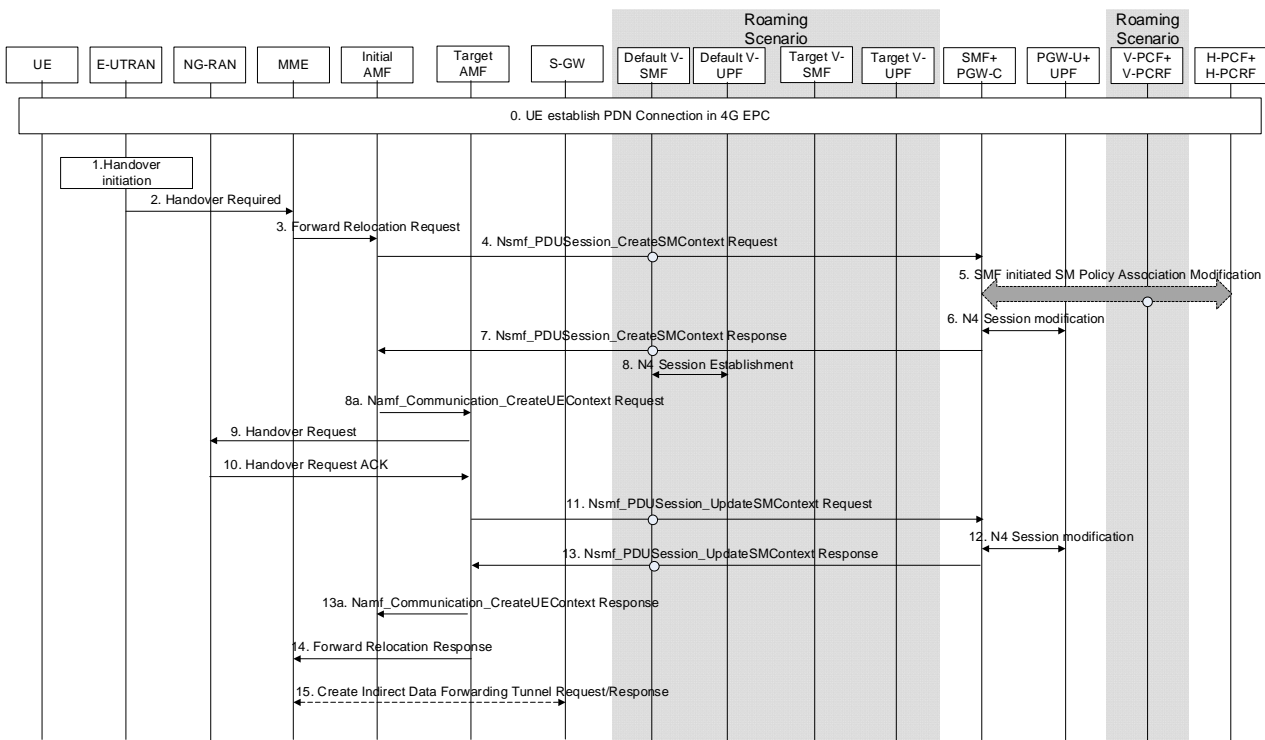 Roaming
Scenario
Roaming
Scenario
UE
E-UTRAN
NG-RAN
MME
Initial
AMF
Target
AMF
S-GW
Default V-
SMF
Default V-
UPF
Target V-
SMF
Target V-
UPF
SMF+
PGW-C
PGW-U+
UPF
V-PCF+
V-PCRF
H-PCF+
H-PCRF
0. UE establish PDN Connection in 4G EPC
1.Handover
initiation
2. Handover Required
3. Forward Relocation Request
4. Nsmf_PDUSession_CreateSMContext Request
5. SMF initiated SM Policy Association Modification
6. N4 Session modification
7. Nsmf_PDUSession_CreateSMContext Response
8. N4 Session Establishment
8a. Namf_Communication_CreateUEContext Request
9. Handover Request
10. Handover Request ACK
11. Nsmf_PDUSession_UpdateSMContext Request
12. N4 Session modification
13. Nsmf_PDUSession_UpdateSMContext Response
13a. Namf_Communication_CreateUEContext Response
14. Forward Relocation Response
15. Create Indirect Data Forwarding Tunnel Request/Response